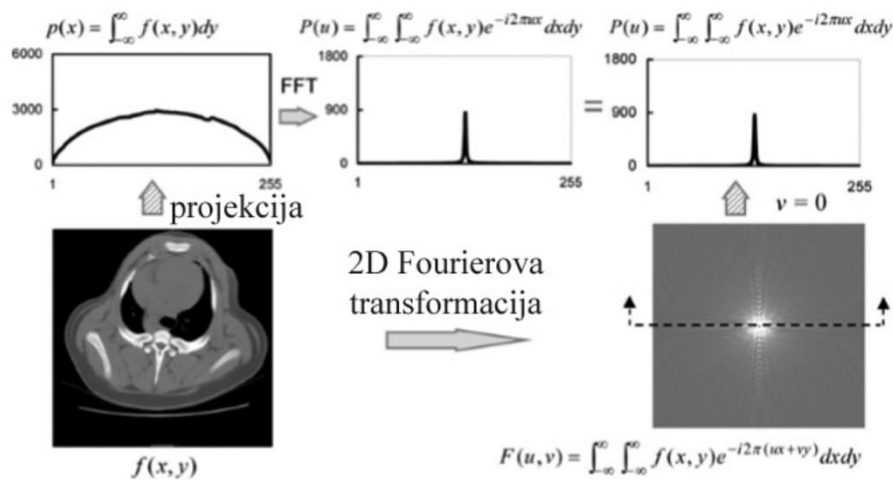 p(x) = ∫_{-∞}^{∞} f(x, y)dy
P(u) = ∫_{-∞}^{∞} ∫_{-∞}^{∞} f(x, y)e^{-i2πux} dxdy
P(u) = ∫_{-∞}^{∞} ∫_{-∞}^{∞} f(x, y)e^{-i2πux} dxdy
6000
3000
0
1
255
FFT
1800
900
0
1
255
=
1800
900
0
1
255
projekcija
v = 0
2D Fourierova
transformacija
f(x, y)
F(u, v) = ∫_{-∞}^{∞} ∫_{-∞}^{∞} f(x, y)e^{-i2π(ux+vy)} dxdy